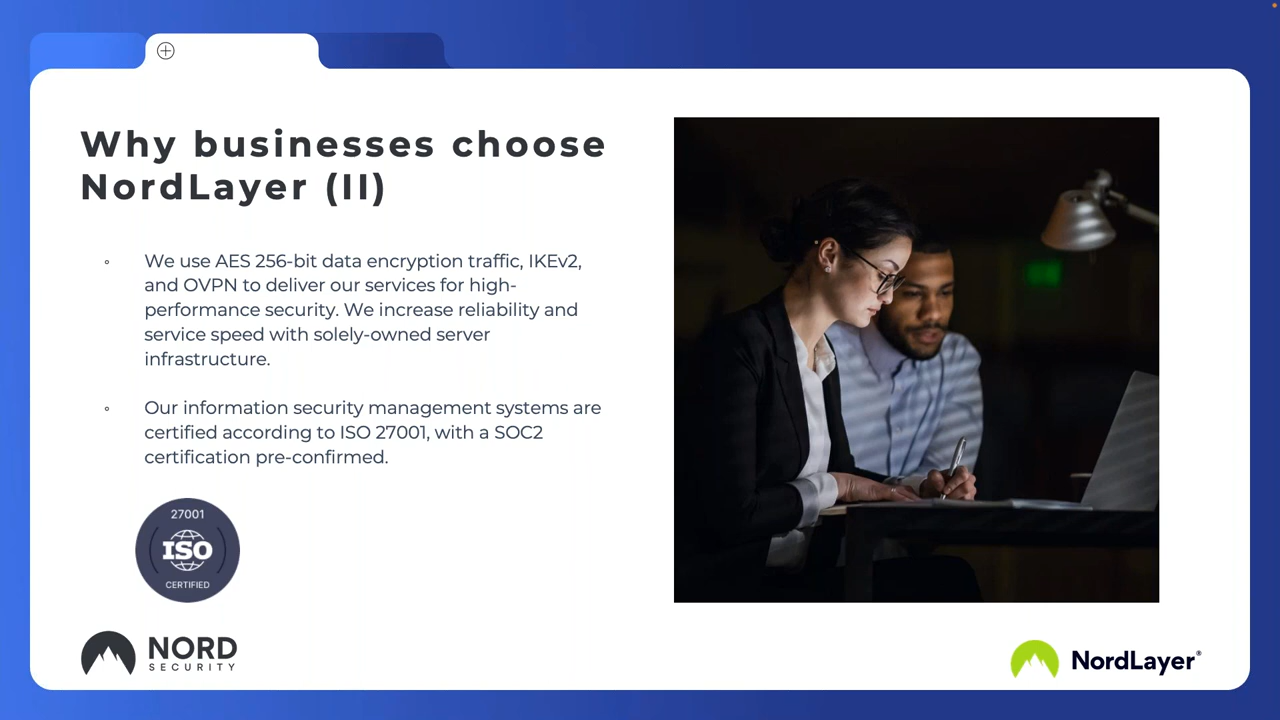 Why businesses choose
NordLayer (II)
We use AES 256-bit data encryption traffic, IKEv2,
and OVPN to deliver our services for high-
performance security. We increase reliability and
service speed with solely-owned server
infrastructure.
Our information security management systems are
certified according to ISO 27001, with a SOC2
certification pre-confirmed.
27001
ISO
CERTIFIED
NORD
SECURITY
NordLayer®